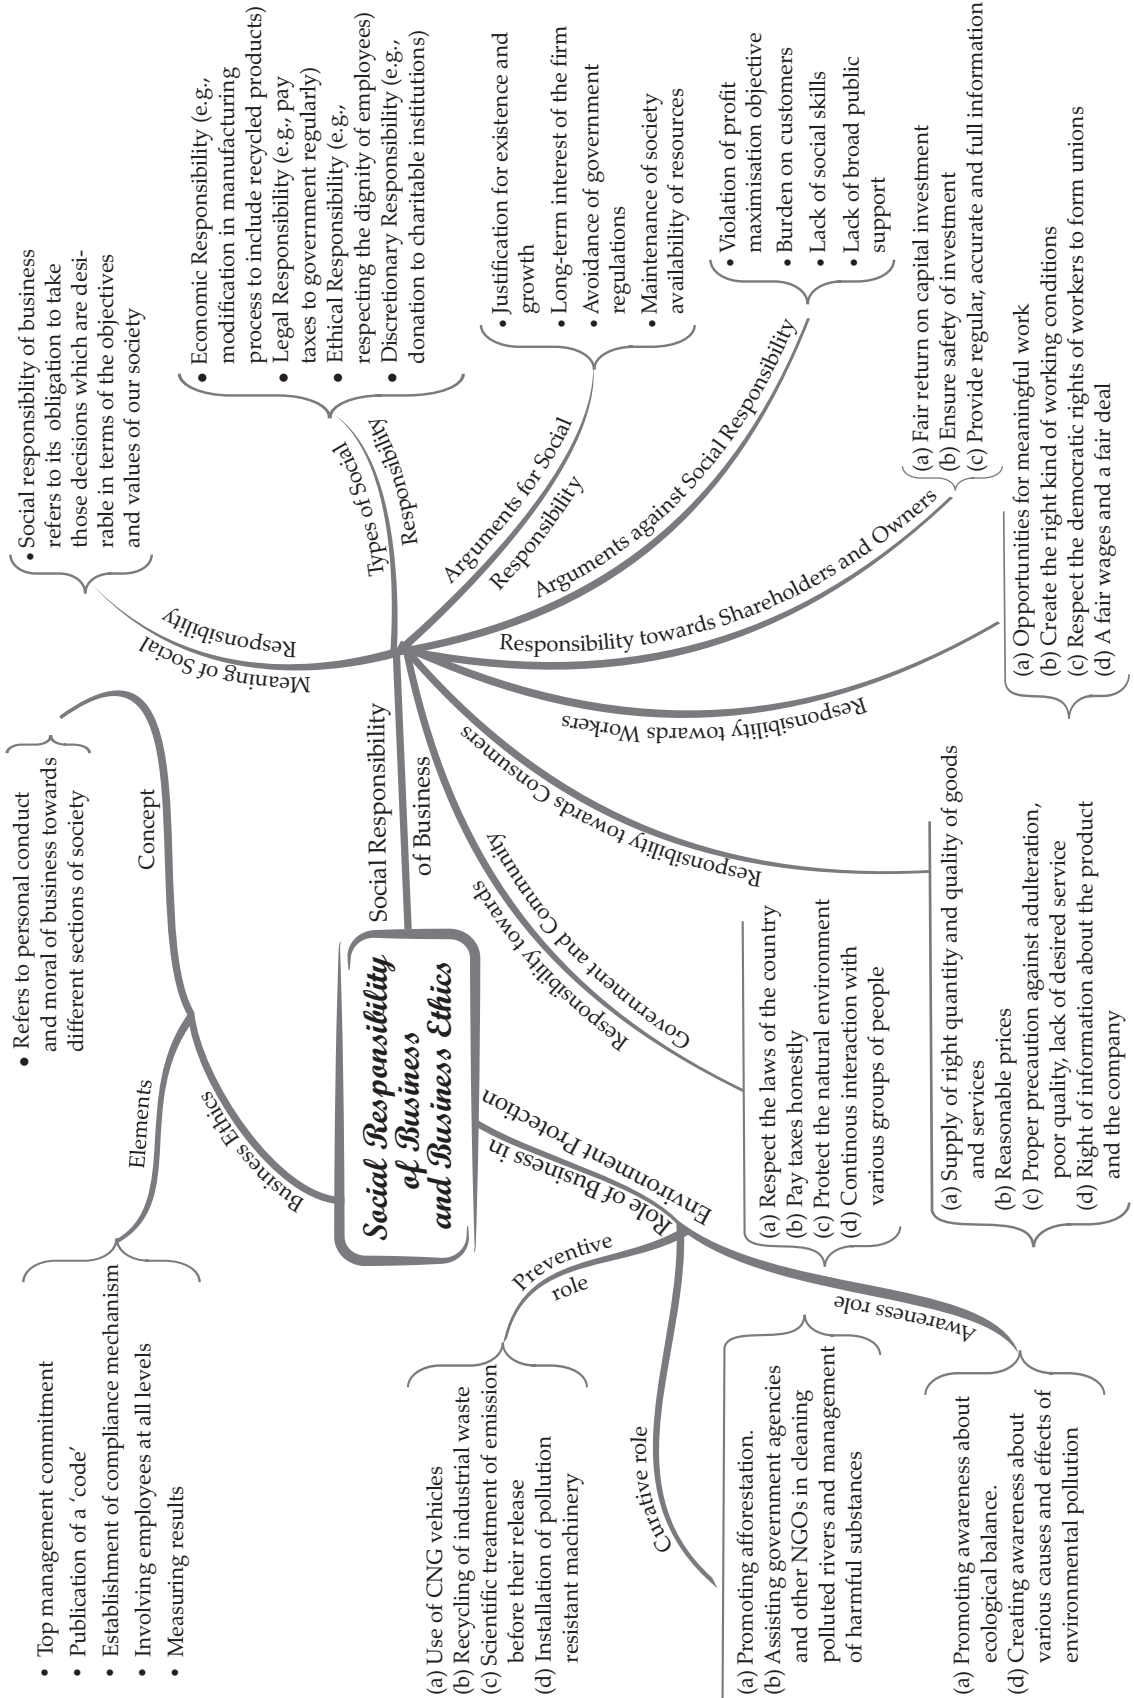 Social Responsibility
of Business
and Business Ethics
Business Ethics
Elements
• Top management commitment
• Publication of a ‘code’
• Establishment of compliance mechanism
• Involving employees at all levels
• Measuring results
Concept
• Refers to personal conduct
and moral of business towards
different sections of society
Social Responsibility
of Business
Meaning of Social
Responsibility
• Social responsiblity of business
refers to its obligation to take
those decisions which are desi-
rable in terms of the objectives
and values of our society
Types of Social
Responsibility
• Economic Responsibility (e.g.,
modification in manufacturing
process to include recycled products)
• Legal Responsibility (e.g., pay
taxes to government regularly)
• Ethical Responsibility (e.g.,
respecting the dignity of employees)
• Discretionary Responsibility (e.g.,
donation to charitable institutions)
Arguments for Social
Responsibility
• Justification for existence and
growth
• Long-term interest of the firm
• Avoidance of government
regulations
• Maintenance of society
availability of resources
Arguments against Social Responsibility
• Violation of profit
maximisation objective
• Burden on customers
• Lack of social skills
• Lack of broad public
support
Responsibility towards Shareholders and Owners
(a) Fair return on capital investment
(b) Ensure safety of investment
(c) Provide regular, accurate and full information
Responsibility towards Workers
(a) Opportunities for meaningful work
(b) Create the right kind of working conditions
(c) Respect the democratic rights of workers to form unions
(d) A fair wages and a fair deal
Responsibility towards Consumers
(a) Supply of right quantity and quality of goods
and services
(b) Reasonable prices
(c) Proper precaution against adulteration,
poor quality, lack of desired service
(d) Right of information about the product
and the company
Responsibility towards
Government and Community
(a) Respect the laws of the country
(b) Pay taxes honestly
(c) Protect the natural environment
(d) Continous interaction with
various groups of people
Role of Business in
Environment Protection
Preventive
role
(a) Use of CNG vehicles
(b) Recycling of industrial waste
(c) Scientific treatment of emission
before their release
(d) Installation of pollution
resistant machinery
Curative role
(a) Promoting afforestation.
(b) Assisting government agencies
and other NGOs in cleaning
polluted rivers and management
of harmful substances
Awareness role
(a) Promoting awareness about
ecological balance.
(d) Creating awareness about
various causes and effects of
environmental pollution